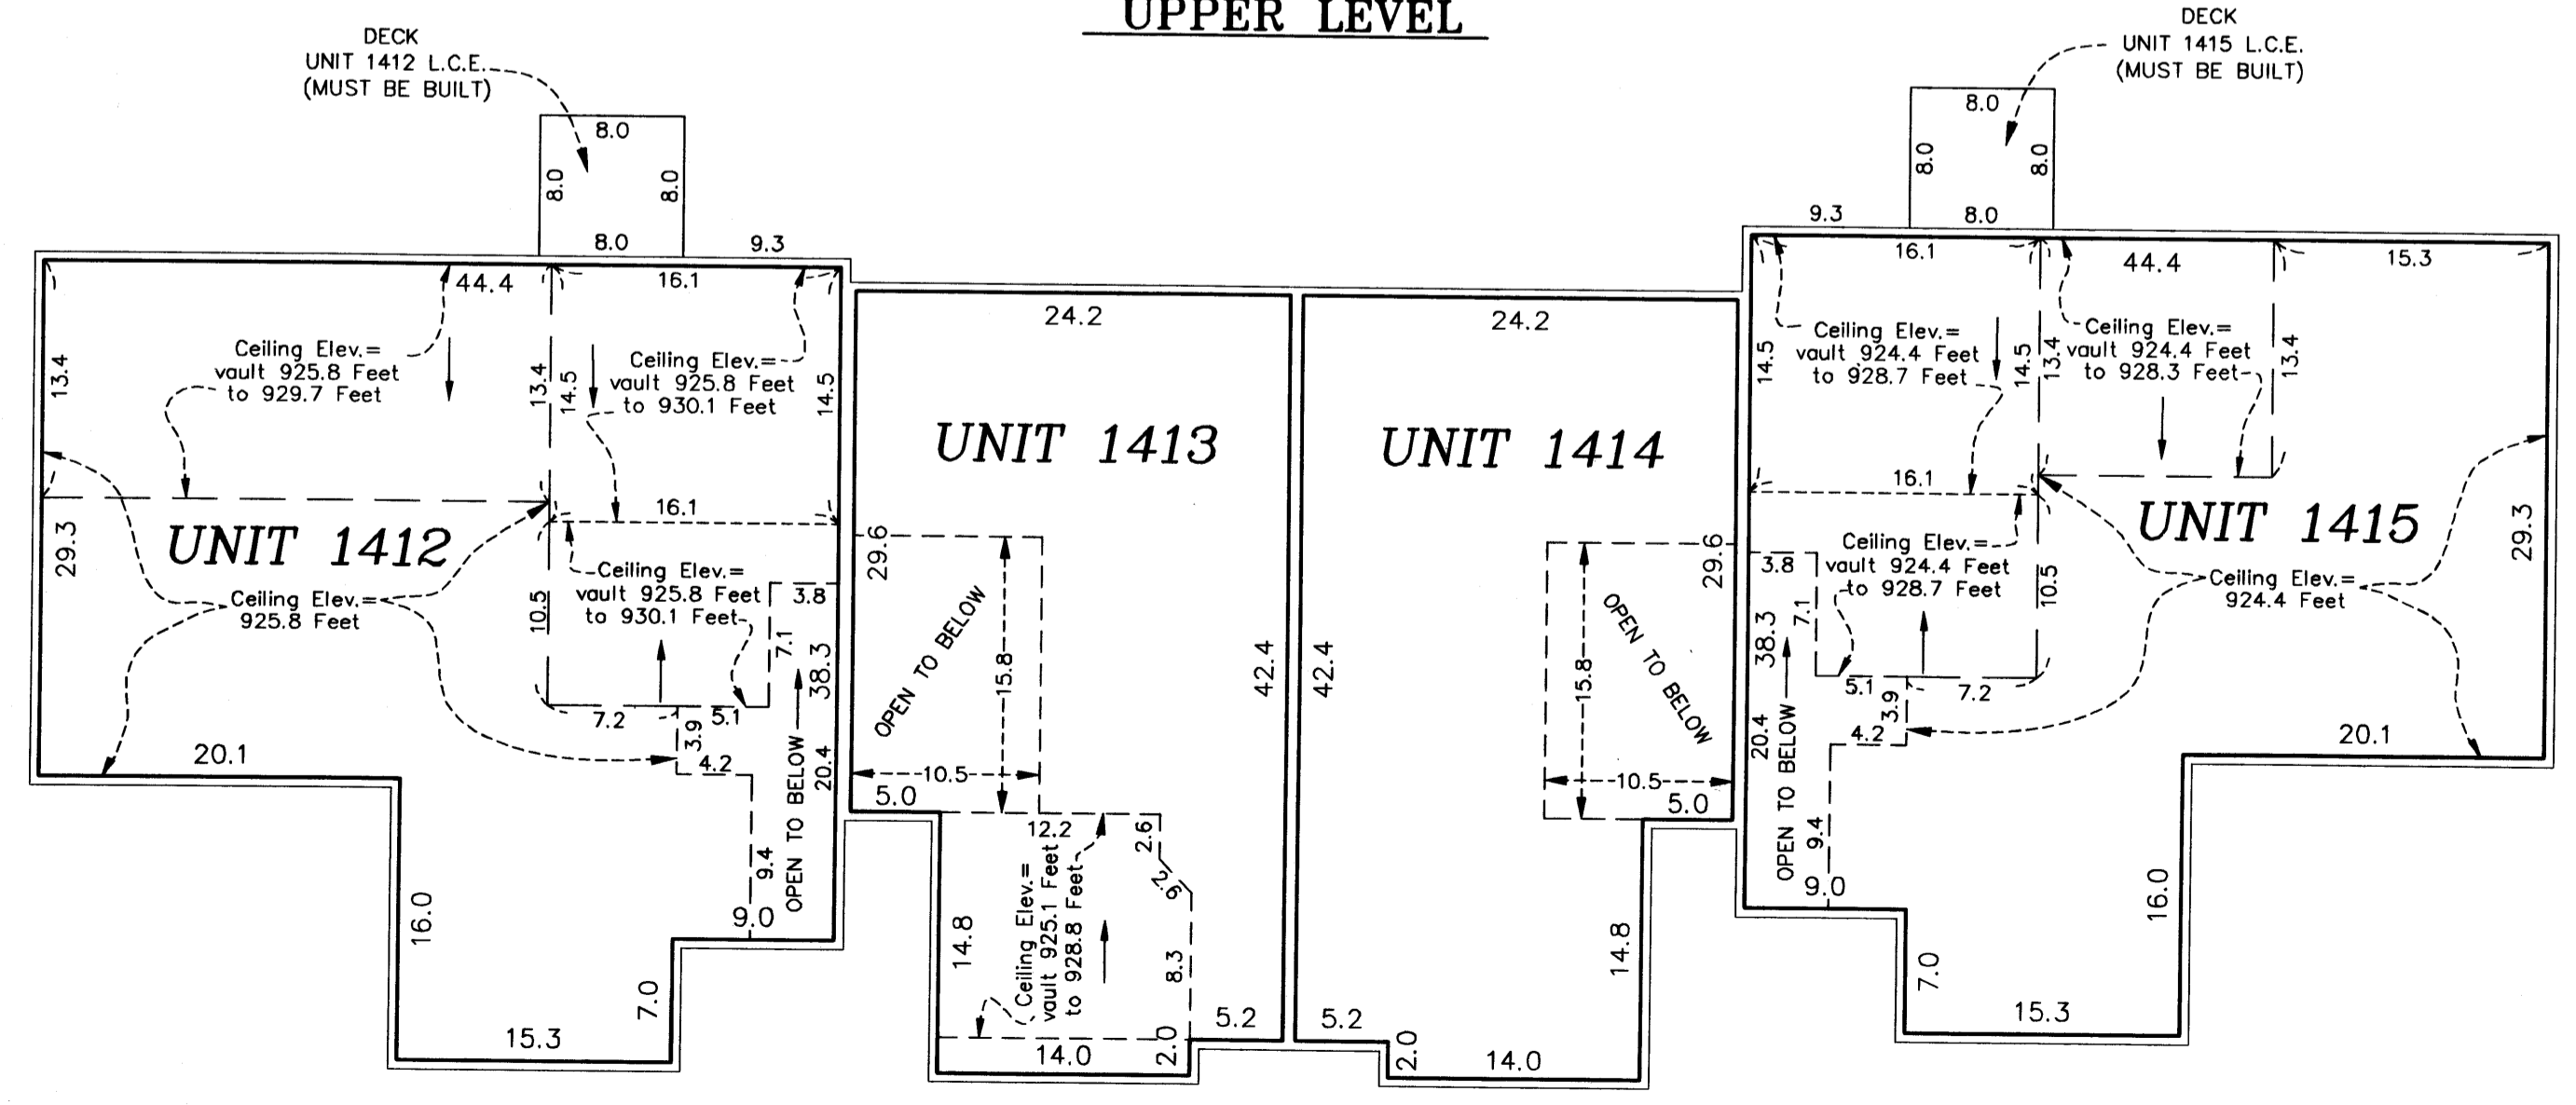 UPPER LEVEL
DECK
UNIT 1412 L.C.E.
(MUST BE BUILT)
8.0
8.0
8.0
8.0
9.3
44.4
16.1
13.4
Ceiling Elev.=
vault 925.8 Feet
to 929.7 Feet
13.4
14.5
Ceiling Elev.=
vault 925.8 Feet
to 930.1 Feet
14.5
16.1
UNIT 1412
29.3
Ceiling Elev.=
925.8 Feet
10.5
Ceiling Elev.=
vault 925.8 Feet
to 930.1 Feet
3.8
7.1
38.3
7.2
5.1
3.9
4.2
20.4
OPEN TO BELOW
9.4
9.0
20.1
16.0
15.3
7.0
24.2
UNIT 1413
29.6
OPEN TO BELOW
15.8
10.5
5.0
42.4
12.2
2.6
2.6
Ceiling Elev.=
vault 925.1 Feet
to 928.8 Feet
8.3
14.8
14.0
2.0
5.2
24.2
UNIT 1414
29.6
OPEN TO BELOW
15.8
10.5
5.0
42.4
14.8
5.2
2.0
14.0
DECK
UNIT 1415 L.C.E.
(MUST BE BUILT)
8.0
8.0
8.0
8.0
9.3
16.1
44.4
15.3
14.5
Ceiling Elev.=
vault 924.4 Feet
to 928.7 Feet
14.5
13.4
Ceiling Elev.=
vault 924.4 Feet
to 928.3 Feet
13.4
16.1
UNIT 1415
29.3
3.8
Ceiling Elev.=
vault 924.4 Feet
to 928.7 Feet
10.5
Ceiling Elev.=
924.4 Feet
7.1
38.3
5.1
7.2
3.9
4.2
20.4
OPEN TO BELOW
9.4
9.0
20.1
16.0
7.0
15.3